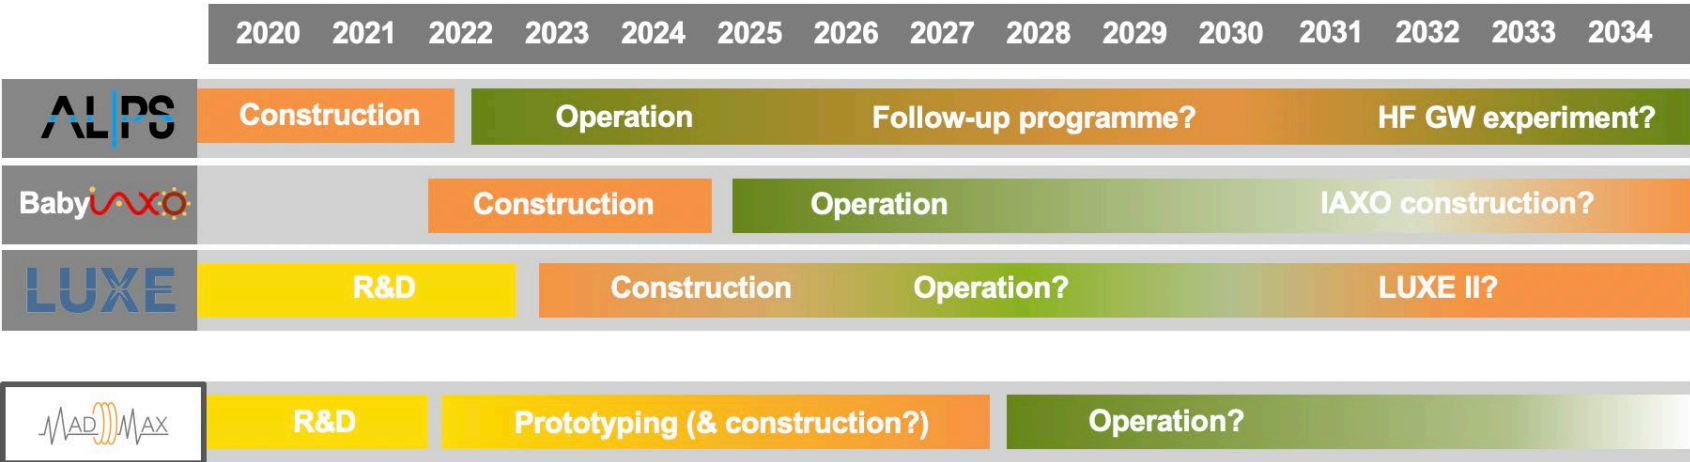 2020 2021 2022 2023 2024 2025 2026 2027 2028 2029 2030 2031 2032 2033 2034
ALPS Construction Operation Follow-up programme? HF GW experiment?
BabyIAXO Construction Operation IAXO construction?
LUXE R&D Construction Operation? LUXE II?
MADMAX R&D Prototyping (& construction?) Operation?